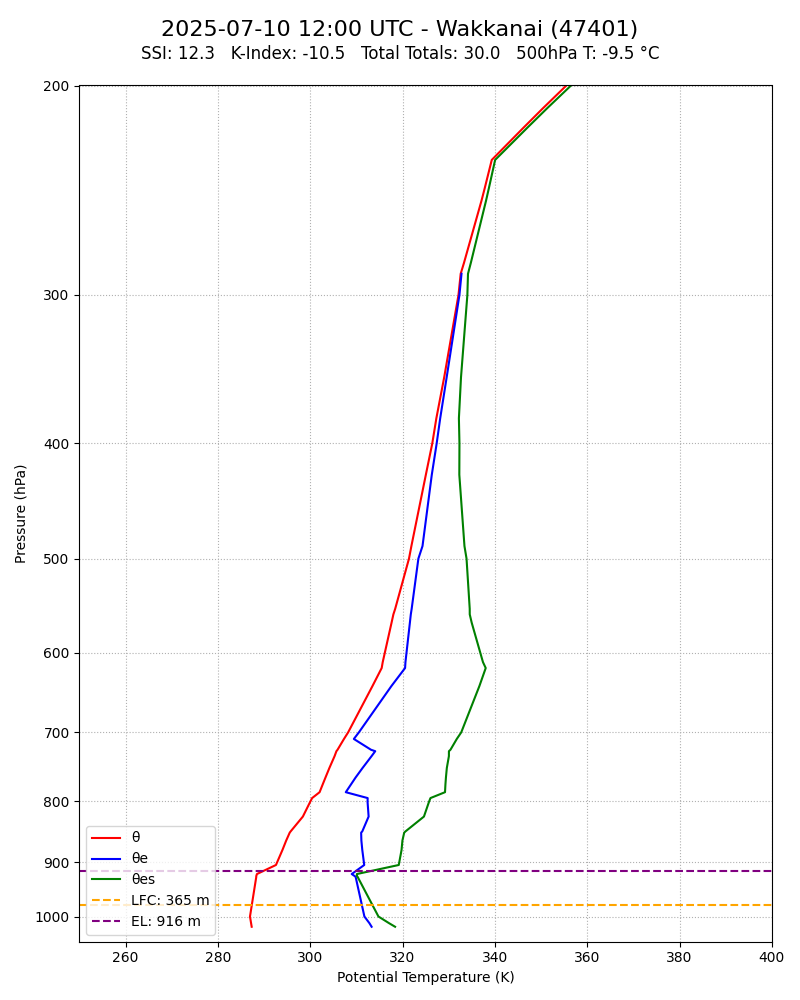 2025-07-10 12:00 UTC - Wakkanai (47401)
SSI: 12.3   K-Index: -10.5   Total Totals: 30.0   500hPa T: -9.5 °C
200
300
400
500
600
700
800
900
1000
Pressure (hPa)
θ
θe
θes
LFC: 365 m
EL: 916 m
260 280 300 320 340 360 380 400
Potential Temperature (K)